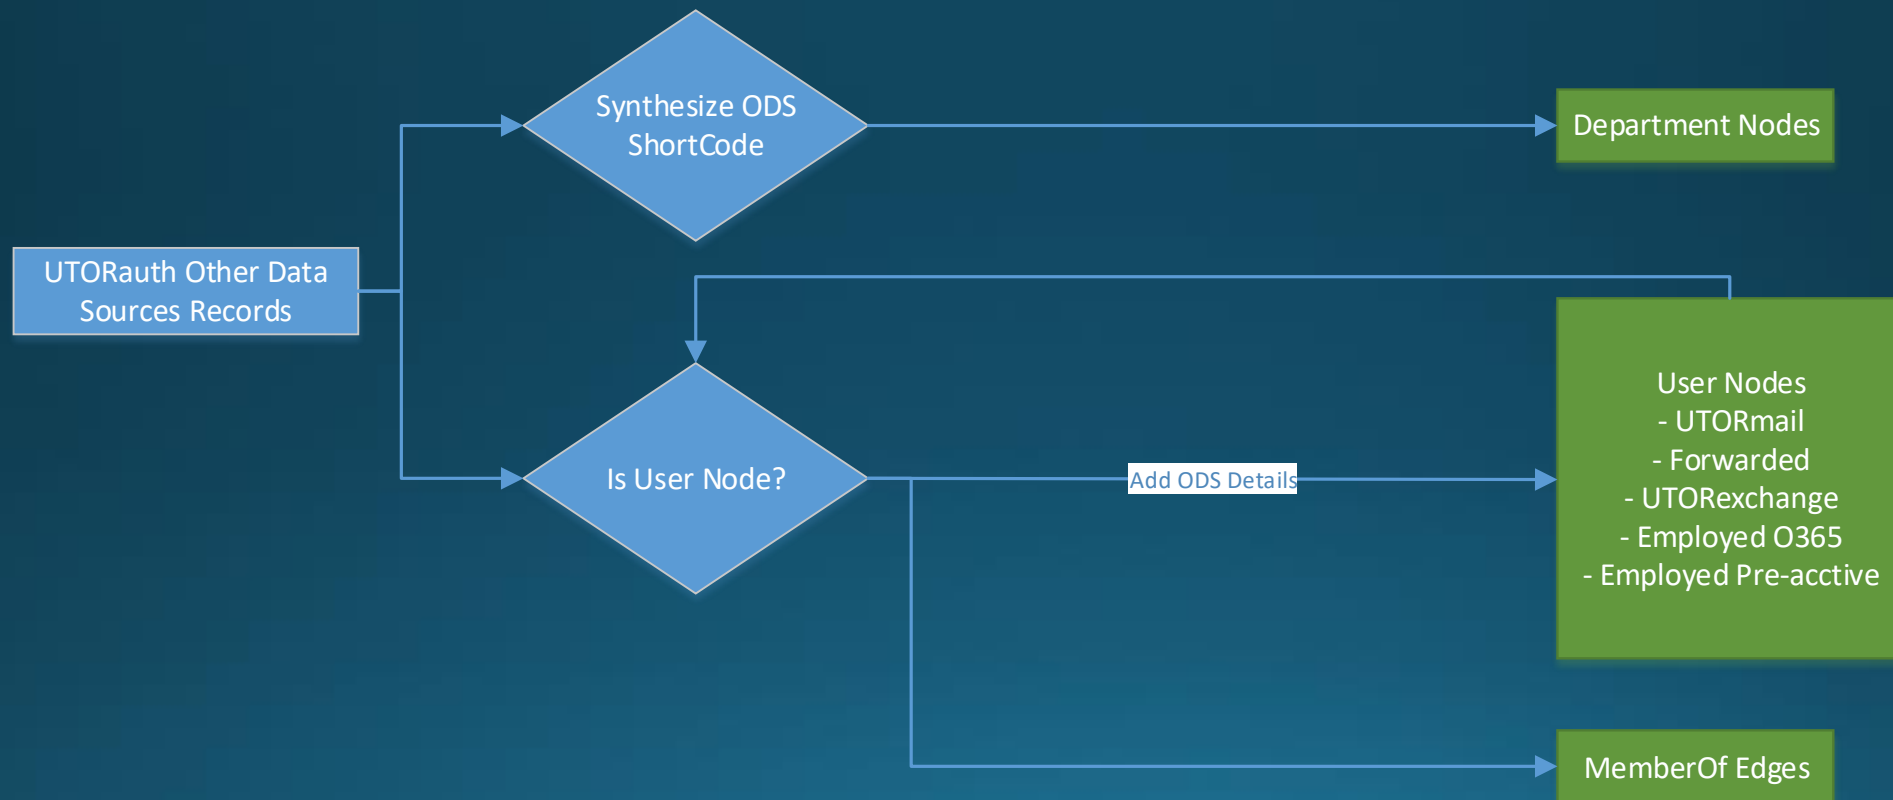 Synthesize ODS
ShortCode
Department Nodes
UTORauth Other Data
Sources Records
Is User Node?
Add ODS Details
User Nodes
- UTORmail
- Forwarded
- UTORexchange
- Employed O365
- Employed Pre-acctive
MemberOf Edges